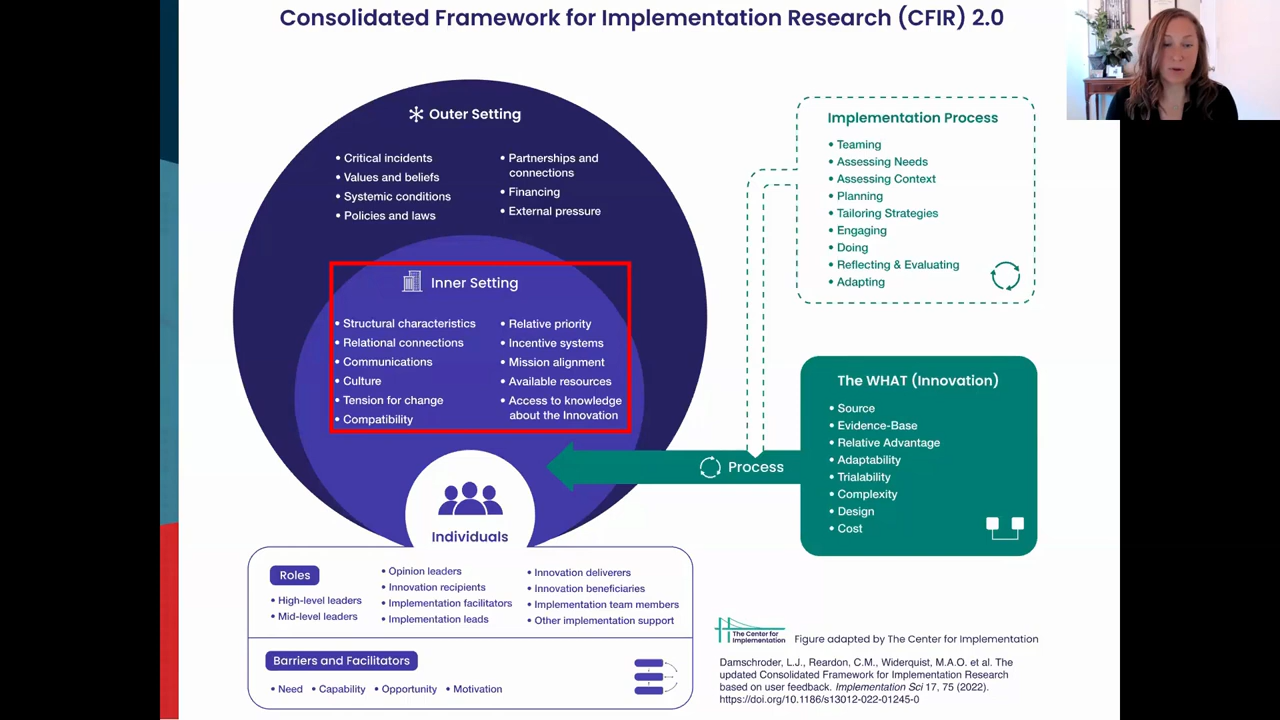 Consolidated Framework for Implementation Research (CFIR) 2.0
Outer Setting
• Critical incidents
• Values and beliefs
• Systemic conditions
• Policies and laws
• Partnerships and
connections
• Financing
• External pressure
Inner Setting
• Structural characteristics
• Relational connections
• Communications
• Culture
• Tension for change
• Compatibility
• Relative priority
• Incentive systems
• Mission alignment
• Available resources
• Access to knowledge
about the Innovation
Individuals
Roles
• High-level leaders
• Mid-level leaders
• Opinion leaders
• Innovation recipients
• Implementation facilitators
• Implementation leads
• Innovation deliverers
• Innovation beneficiaries
• Implementation team members
• Other implementation support
Barriers and Facilitators
• Need • Capability • Opportunity • Motivation
Implementation Process
• Teaming
• Assessing Needs
• Assessing Context
• Planning
• Tailoring Strategies
• Engaging
• Doing
• Reflecting & Evaluating
• Adapting
Process
The WHAT (Innovation)
• Source
• Evidence-Base
• Relative Advantage
• Adaptability
• Trialability
• Complexity
• Design
• Cost
The Center for
Implementation
Figure adapted by The Center for Implementation
Damschroder, L.J., Reardon, C.M., Widerquist, M.A.O. et al. The
updated Consolidated Framework for Implementation Research
based on user feedback. Implementation Sci 17, 75 (2022).
https://doi.org/10.1186/s13012-022-01245-0